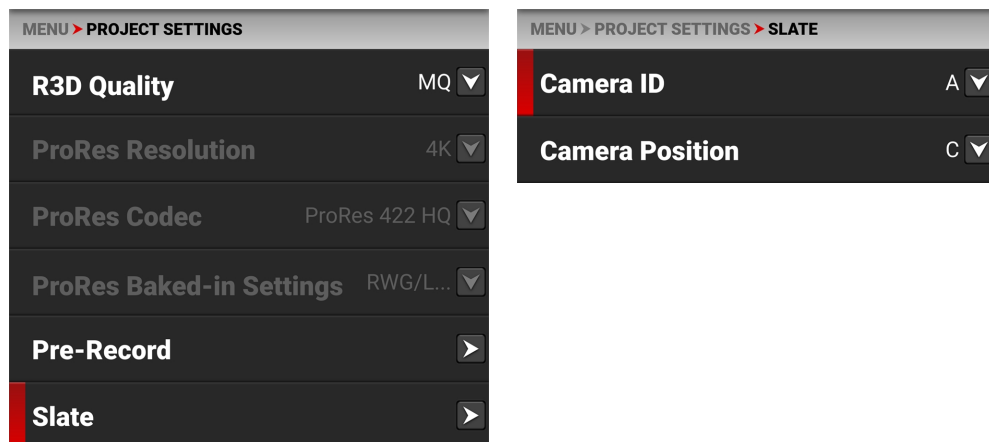 MENU PROJECT SETTINGS
R3D Quality MQ
ProRes Resolution 4K
ProRes Codec ProRes 422 HQ
ProRes Baked-in Settings RWG/L...
Pre-Record
Slate
MENU PROJECT SETTINGS SLATE
Camera ID A
Camera Position C